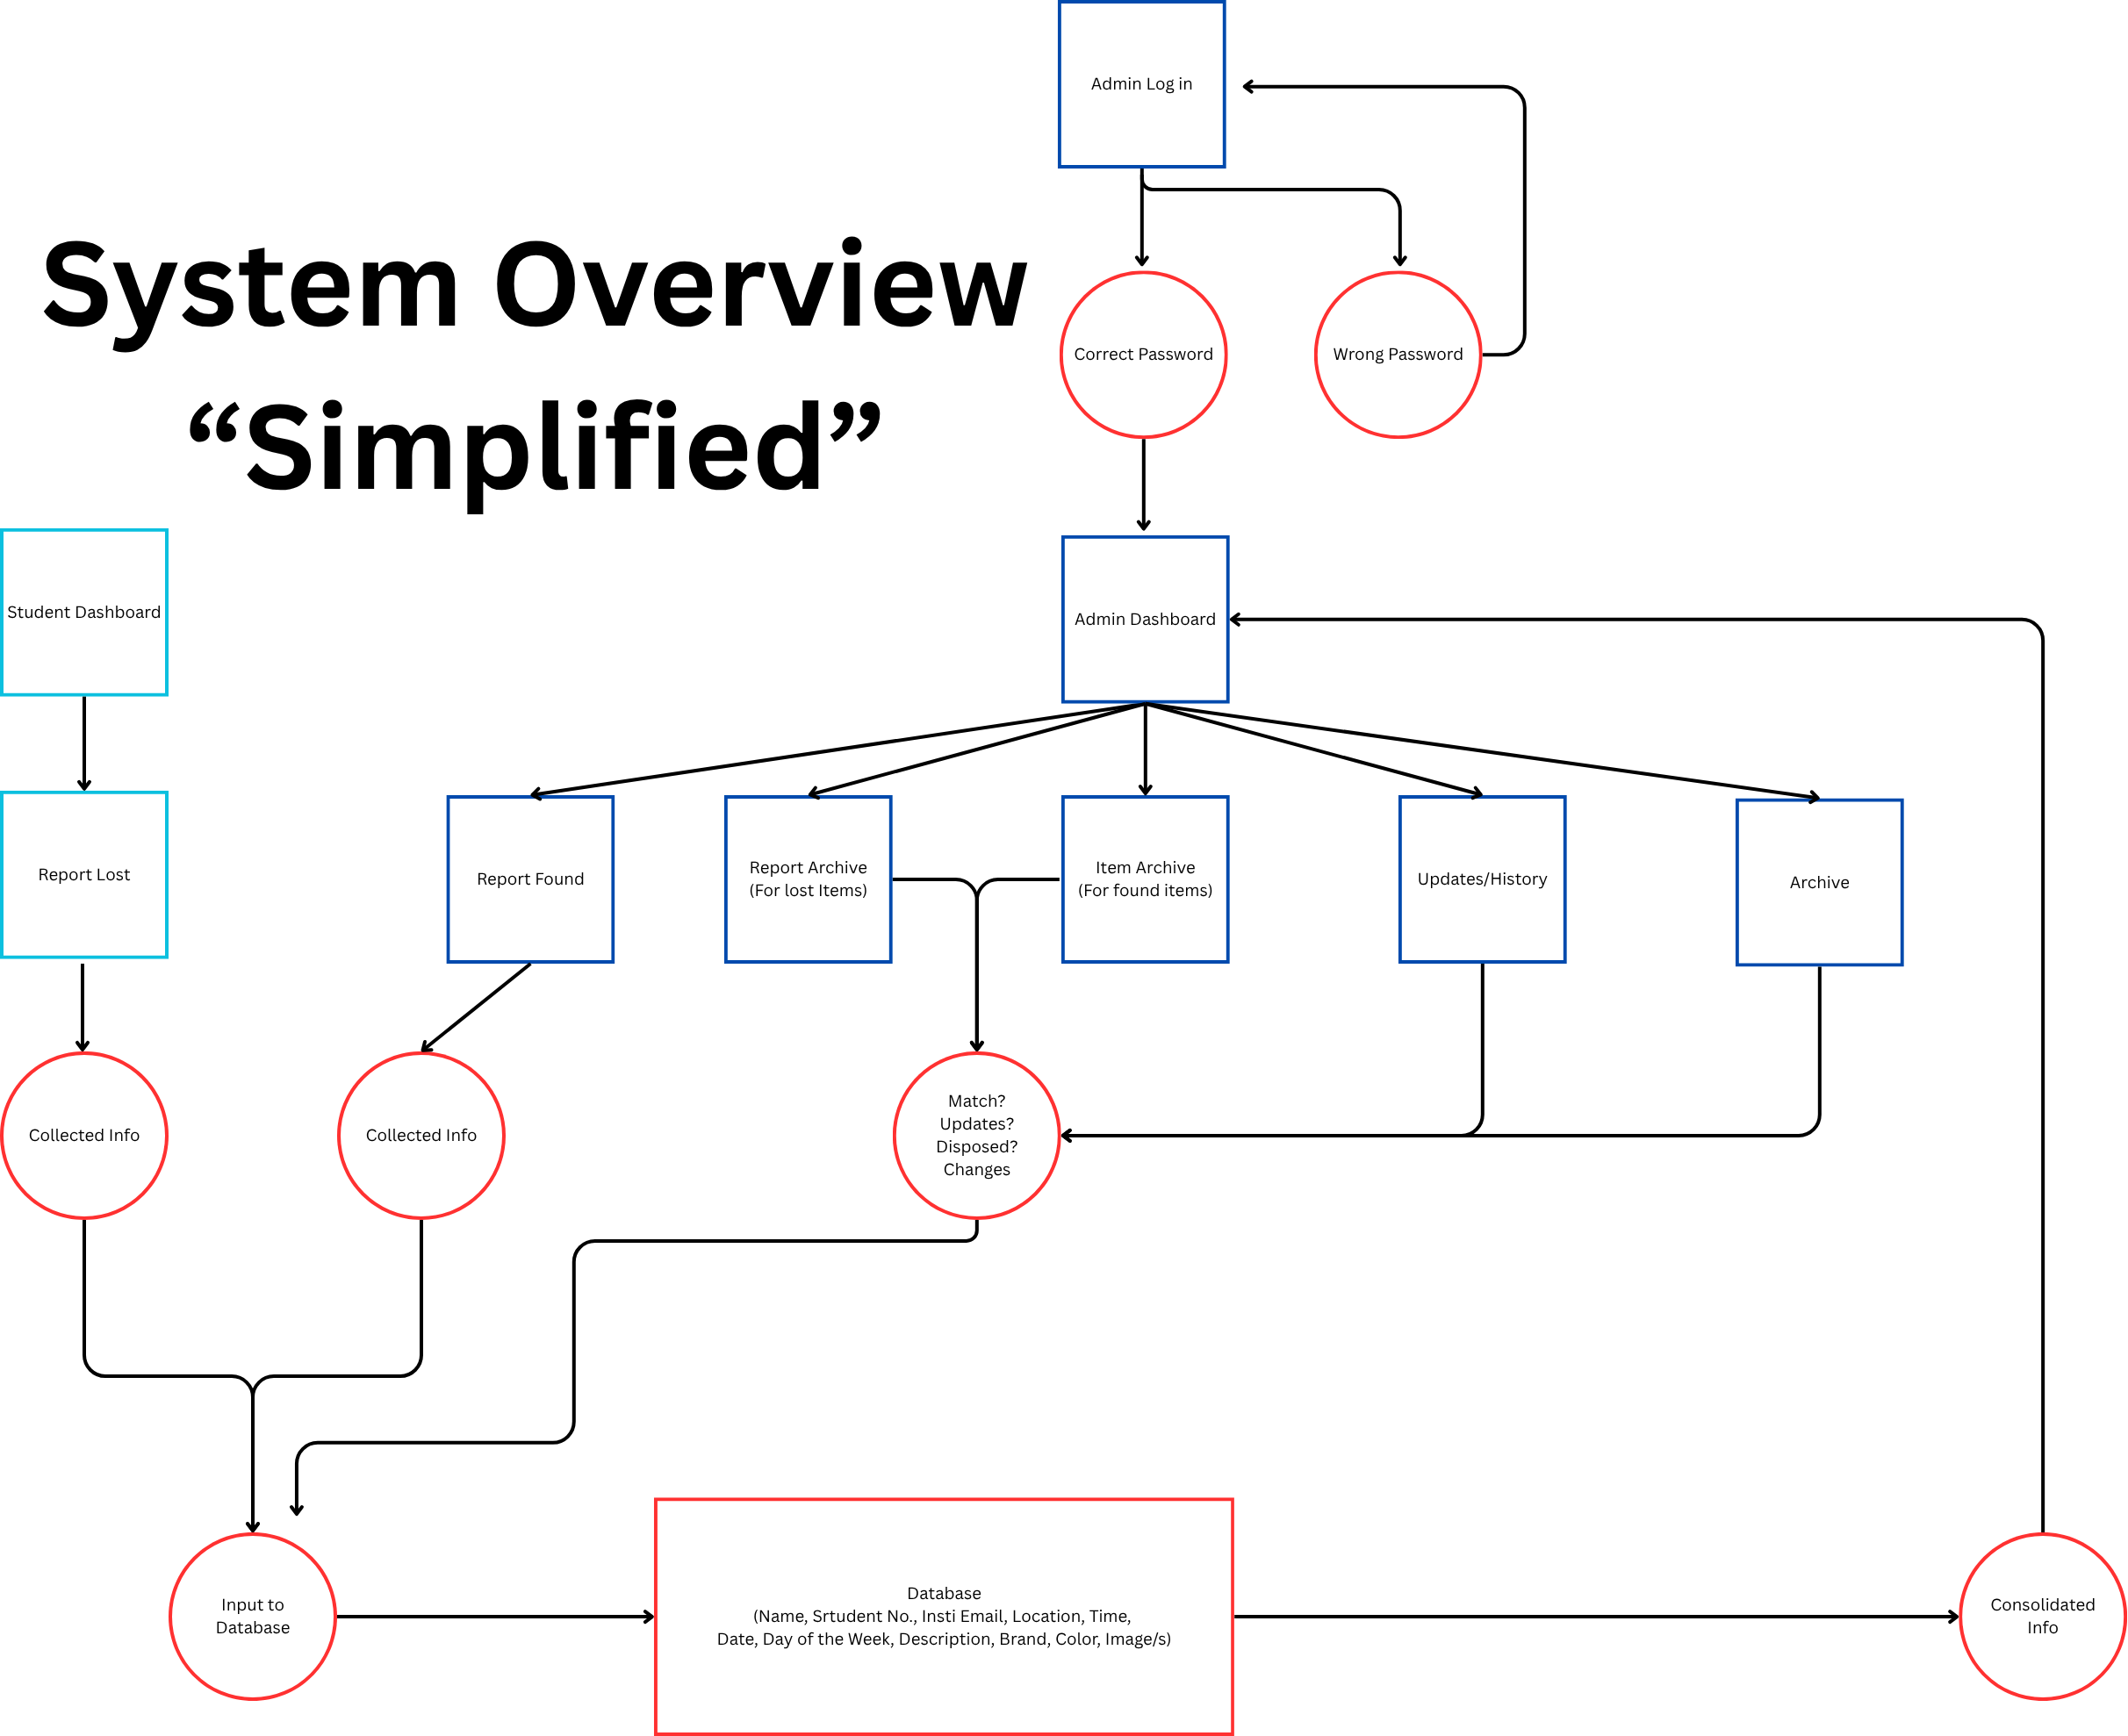 Admin Log in
System Overview
“Simplified”
Correct Password
Wrong Password
Student Dashboard
Admin Dashboard
Report Lost
Report Found
Report Archive
(For lost Items)
Item Archive
(For found items)
Updates/History
Archive
Collected Info
Collected Info
Match?
Updates?
Disposed?
Changes
Input to
Database
Database
(Name, Srtudent No., Insti Email, Location, Time,
Date, Day of the Week, Description, Brand, Color, Image/s)
Consolidated
Info